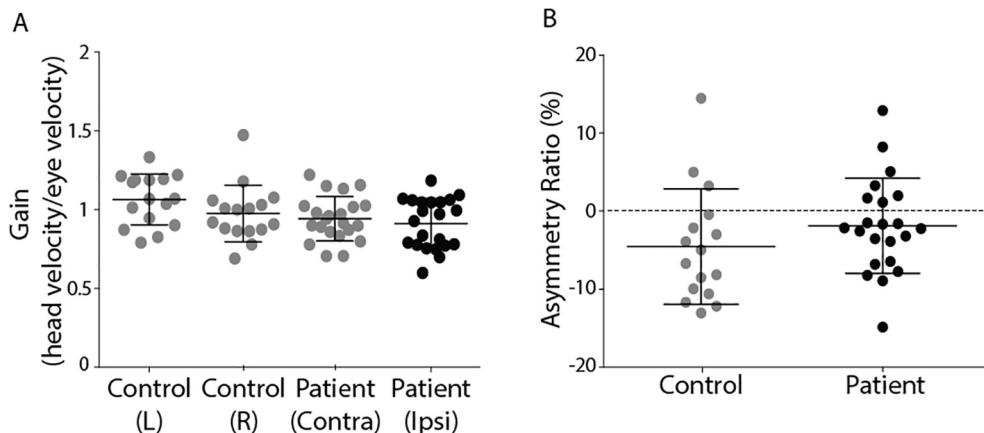 A
Gain
(head velocity/eye velocity)
2
1.5
1
0.5
0
Control Control Patient Patient
(L) (R) (Contra) (Ipsi)
B
Asymmetry Ratio (%)
20
10
0
-10
-20
Control Patient